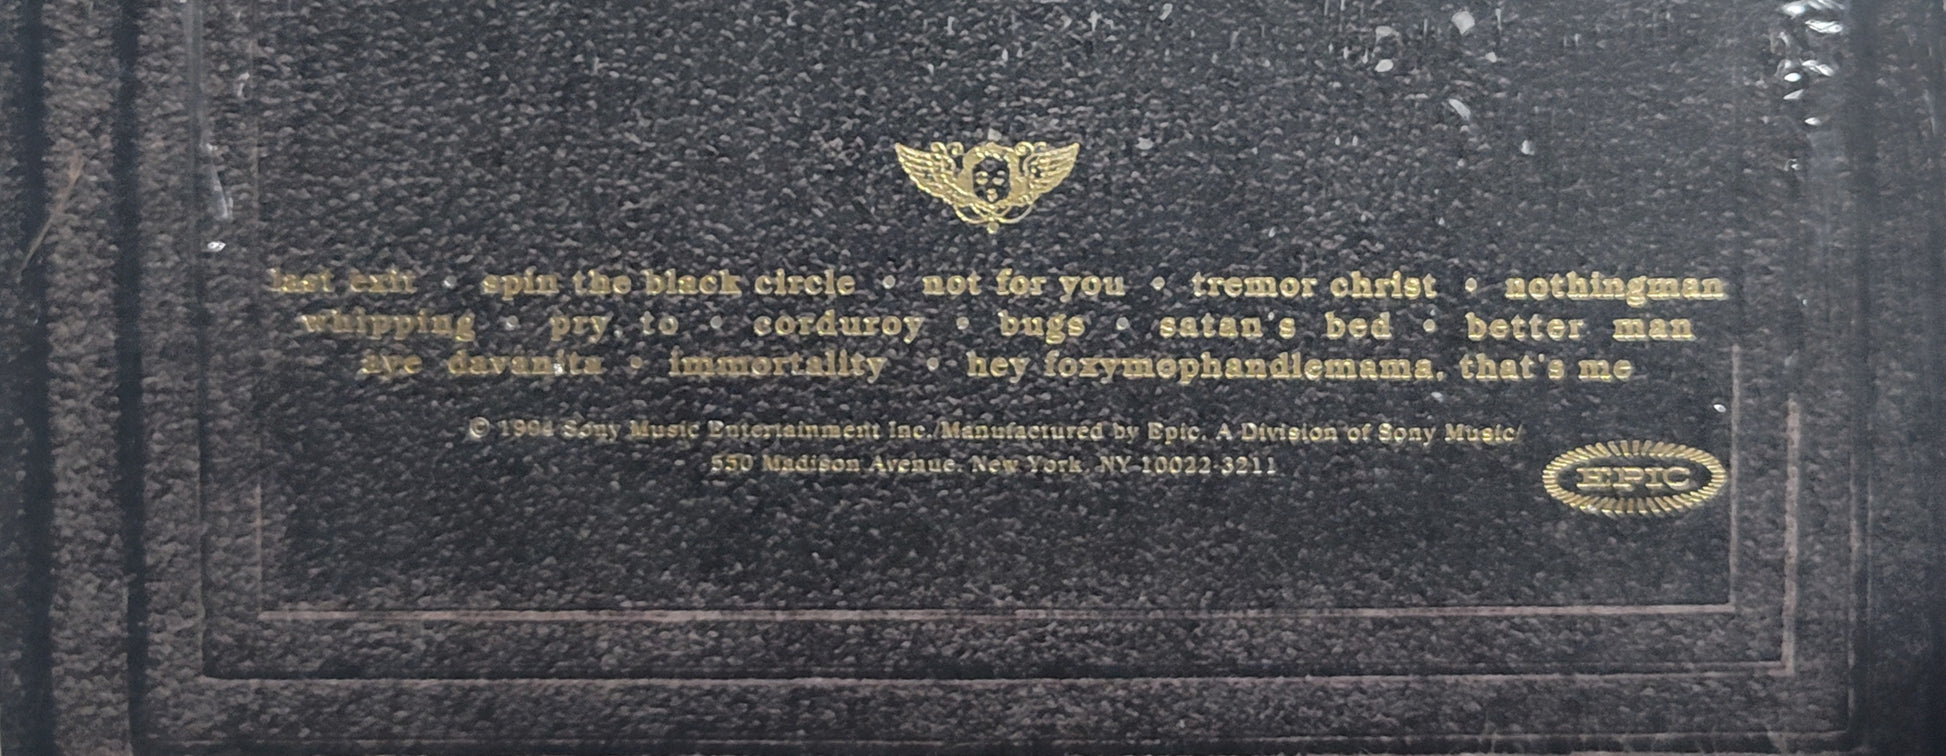 last exit • spin the black circle • not for you • tremor christ • nothingman
whipping • pry, to • corduroy • bugs • satan's bed • better man
aye davanita • immortality • hey foxymophandlemama, that's me
© 1994 Sony Music Entertainment Inc./Manufactured by Epic, A Division of Sony Music/
550 Madison Avenue, New York, NY 10022-3211
EPIC